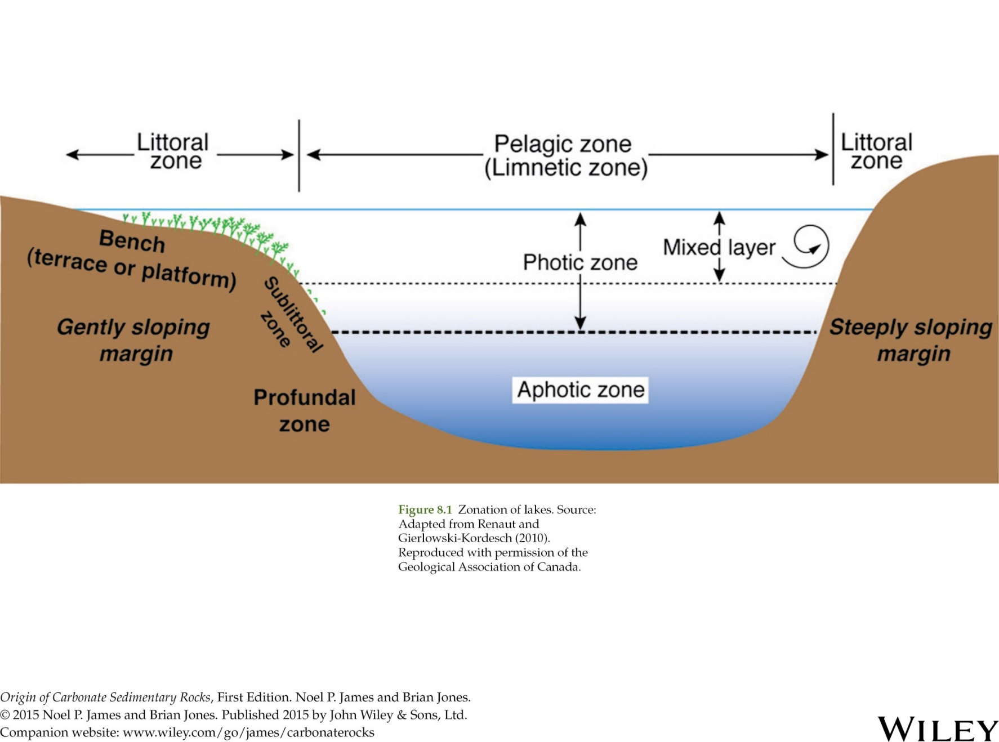 Littoral
zone
Pelagic zone
(Limnetic zone)
Littoral
zone
Bench
(terrace or platform)
Photic zone
Mixed layer
Sublittoral
zone
Gently sloping
margin
Steeply sloping
margin
Profundal
zone
Aphotic zone
Figure 8.1 Zonation of lakes. Source:
Adapted from Renaut and
Gierlowski-Kordesch (2010).
Reproduced with permission of the
Geological Association of Canada.
Origin of Carbonate Sedimentary Rocks, First Edition. Noel P. James and Brian Jones.
© 2015 Noel P. James and Brian Jones. Published 2015 by John Wiley & Sons, Ltd.
Companion website: www.wiley.com/go/james/carbonaterocks
WILEY